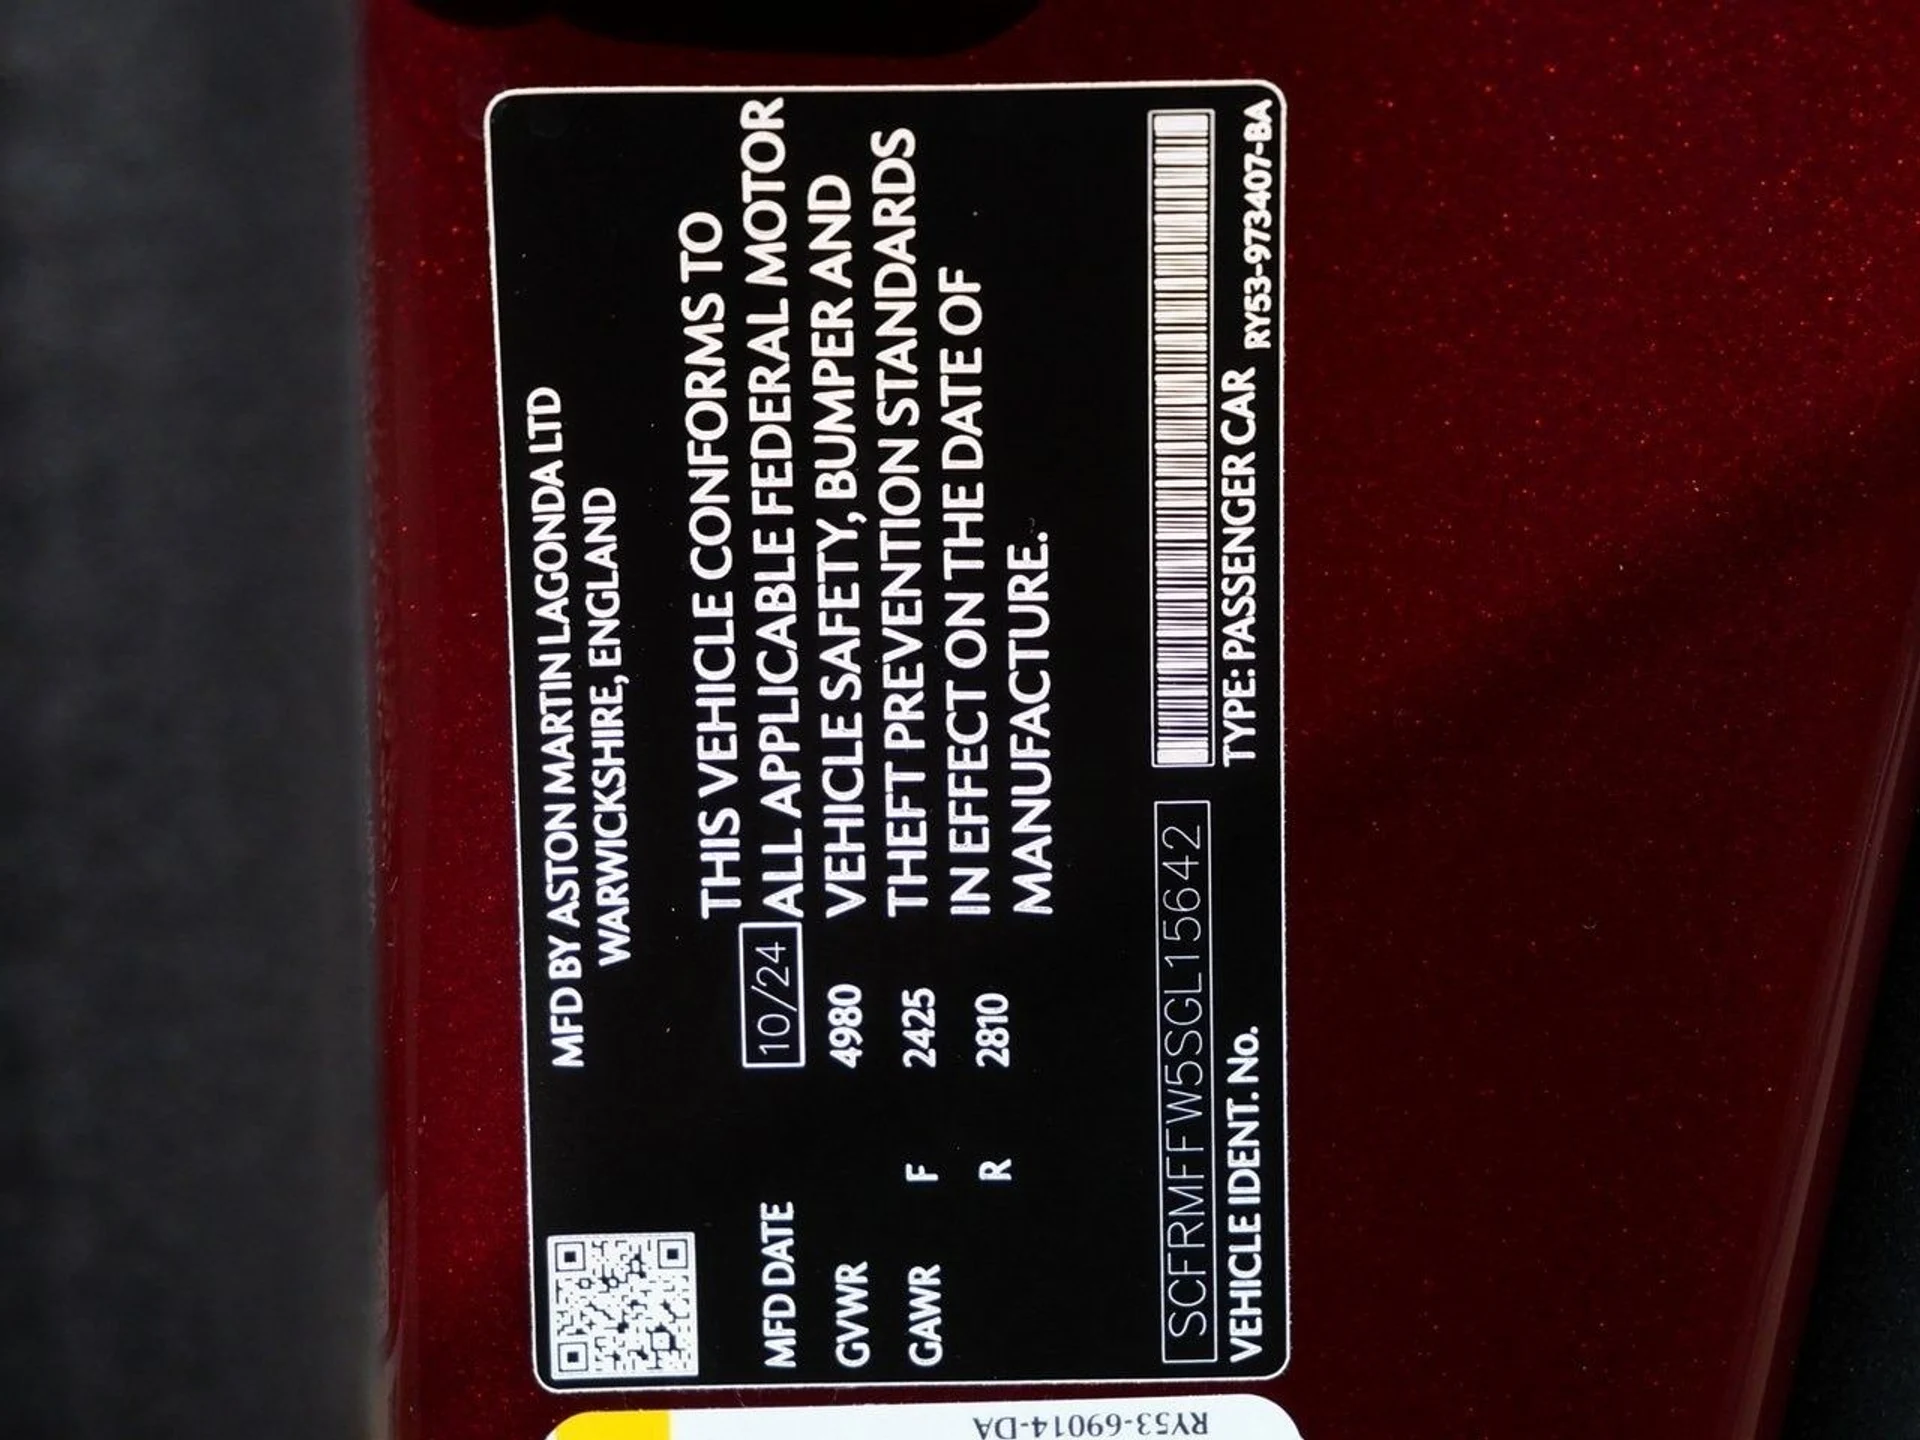 MFD BY ASTON MARTIN LAGONDA LTD
WARWICKSHIRE, ENGLAND
THIS VEHICLE CONFORMS TO
ALL APPLICABLE FEDERAL MOTOR
VEHICLE SAFETY, BUMPER AND
THEFT PREVENTION STANDARDS
IN EFFECT ON THE DATE OF
MANUFACTURE.
MFD DATE 10/24
GVWR 4980
GAWR F 2425
R 2810
SCFRMFFW5SGL15642
VEHICLE IDENT. No. TYPE: PASSENGER CAR
RY53-973407-BA
RY53-69014-DA